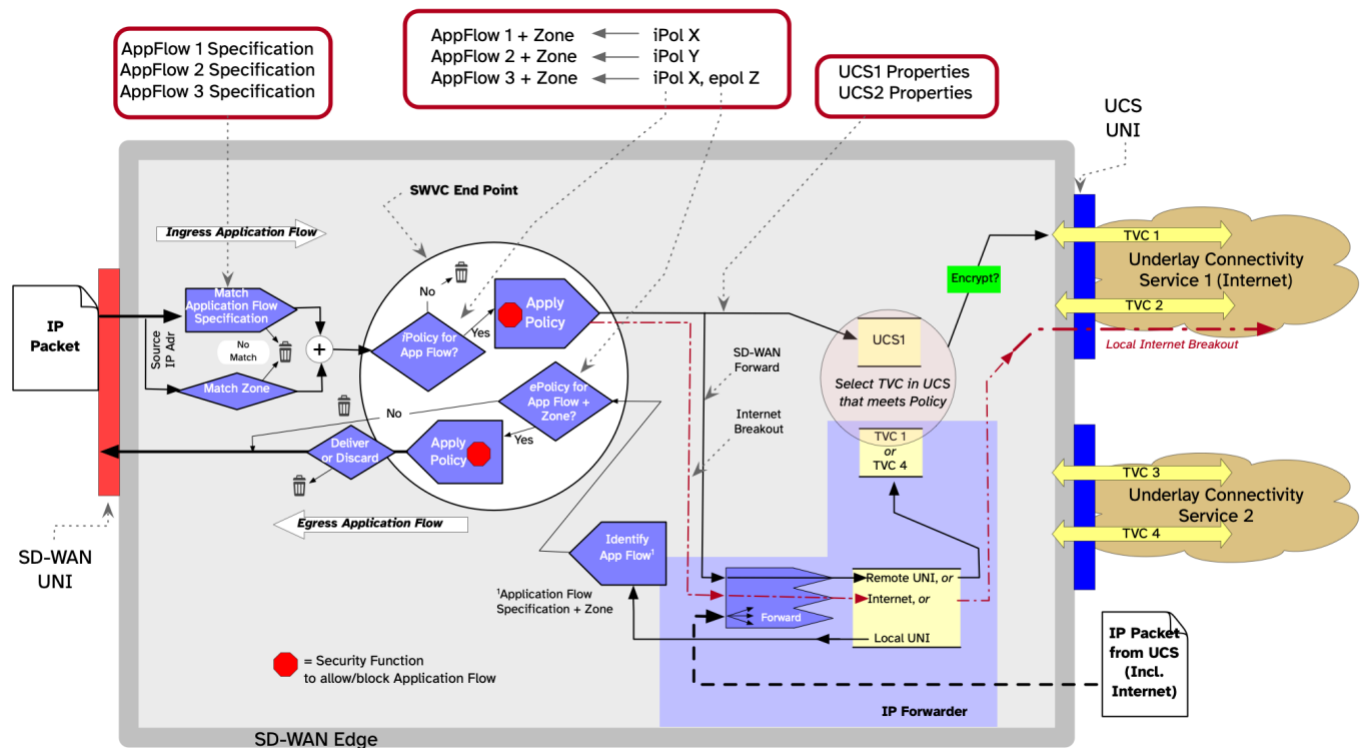 AppFlow 1 Specification
AppFlow 2 Specification
AppFlow 3 Specification
AppFlow 1 + Zone iPol X
AppFlow 2 + Zone iPol Y
AppFlow 3 + Zone iPol X, epol Z
UCS1 Properties
UCS2 Properties
UCS
UNI
SWVC End Point
Ingress Application Flow
IP
Packet
Match
Application Flow
Specification
Source
IP Adr
No
Match
Match Zone
+
No
iPolicy for
App Flow?
Yes
Apply
Policy
ePolicy for
App Flow +
Zone?
No
Yes
Apply
Policy
Deliver
or Discard
Egress Application Flow
SD-WAN
UNI
SD-WAN
Forward
Internet
Breakout
UCS1
Select TVC in UCS
that meets Policy
TVC 1
or
TVC 4
Encrypt?
TVC 1
Underlay Connectivity
Service 1 (Internet)
TVC 2
Local Internet Breakout
TVC 3
Underlay Connectivity
Service 2
TVC 4
Identify
App Flow1
1Application Flow
Specification + Zone
Forward
Remote UNI, or
Internet, or
Local UNI
IP Packet
from UCS
(Incl.
Internet)
= Security Function
to allow/block Application Flow
IP Forwarder
SD-WAN Edge